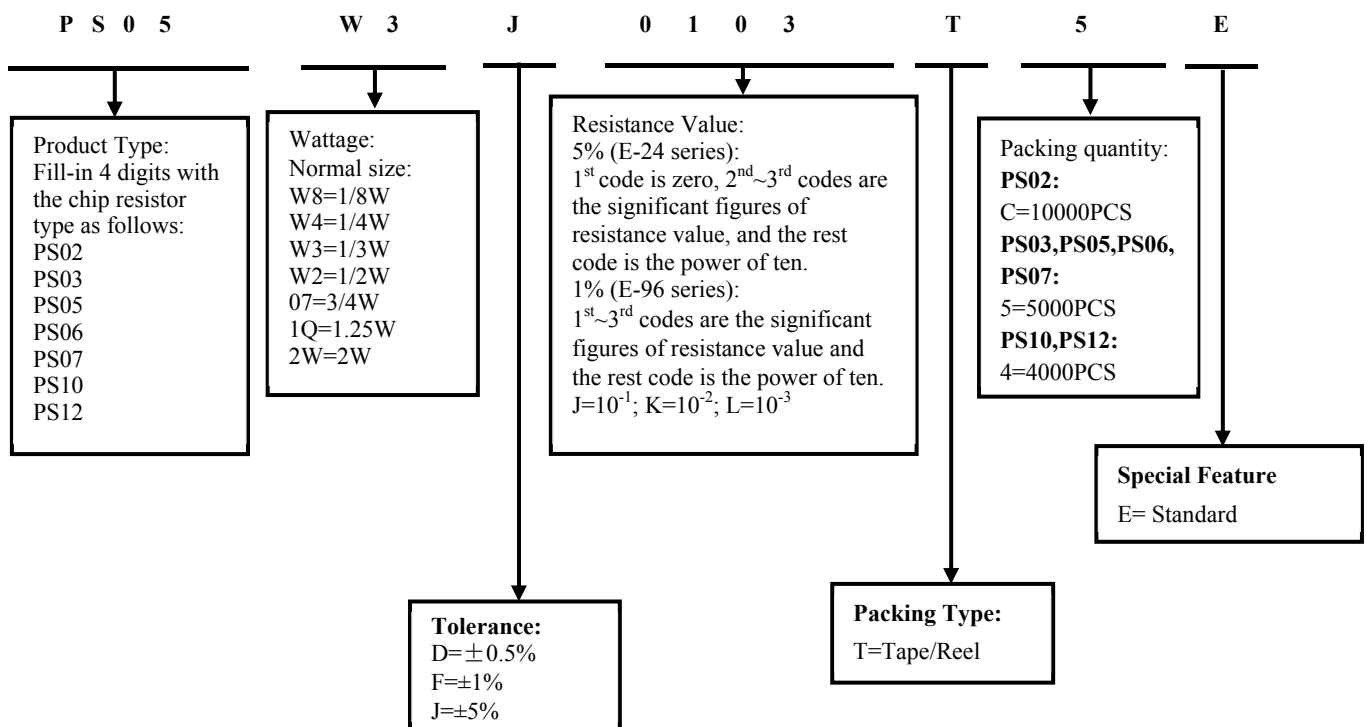 P S 0 5 W 3 J 0 1 0 3 T 5 E
Product Type:
Fill-in 4 digits with
the chip resistor
type as follows:
PS02
PS03
PS05
PS06
PS07
PS10
PS12
Wattage:
Normal size:
W8=1/8W
W4=1/4W
W3=1/3W
W2=1/2W
07=3/4W
1Q=1.25W
2W=2W
Resistance Value:
5% (E-24 series):
1st code is zero, 2nd~3rd codes are
the significant figures of
resistance value, and the rest
code is the power of ten.
1% (E-96 series):
1st~3rd codes are the significant
figures of resistance value and
the rest code is the power of ten.
J=10-1; K=10-2; L=10-3
Packing quantity:
PS02:
C=10000PCS
PS03,PS05,PS06,
PS07:
5=5000PCS
PS10,PS12:
4=4000PCS
Special Feature
E= Standard
Tolerance:
D=±0.5%
F=±1%
J=±5%
Packing Type:
T=Tape/Reel